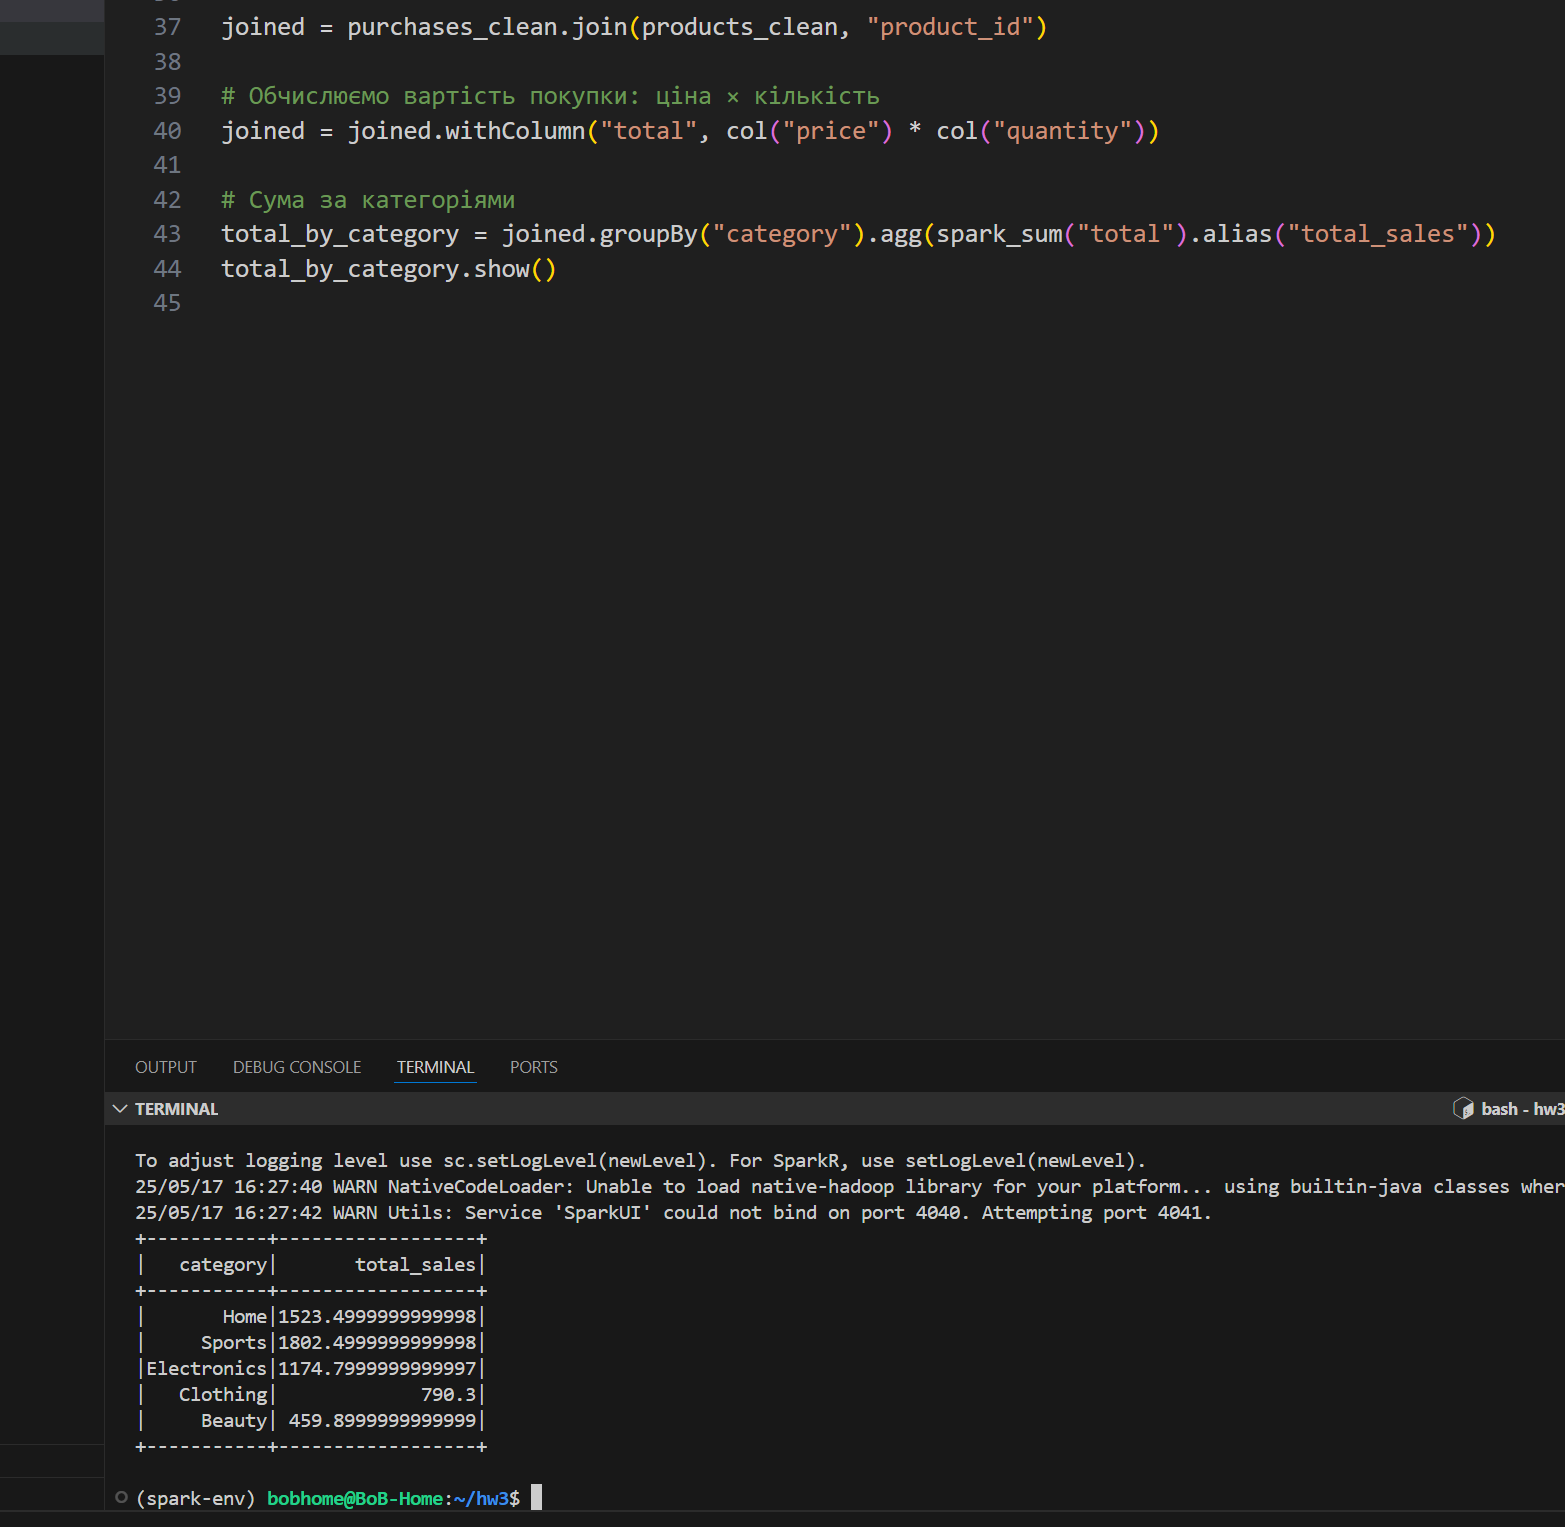 37 joined = purchases_clean.join(products_clean, "product_id")
38
39 # Обчислюємо вартість покупки: ціна × кількість
40 joined = joined.withColumn("total", col("price") * col("quantity"))
41
42 # Сума за категоріями
43 total_by_category = joined.groupBy("category").agg(spark_sum("total").alias("total_sales"))
44 total_by_category.show()
45
OUTPUT DEBUG CONSOLE TERMINAL PORTS
TERMINAL bash - hw3
To adjust logging level use sc.setLogLevel(newLevel). For SparkR, use setLogLevel(newLevel).
25/05/17 16:27:40 WARN NativeCodeLoader: Unable to load native-hadoop library for your platform... using builtin-java classes wher
25/05/17 16:27:42 WARN Utils: Service 'SparkUI' could not bind on port 4040. Attempting port 4041.
+-----------+------------------+
|   category|       total_sales|
+-----------+------------------+
|       Home|1523.4999999999998|
|     Sports|1802.4999999999998|
|Electronics|1174.7999999999997|
|   Clothing|             790.3|
|     Beauty| 459.8999999999999|
+-----------+------------------+
(spark-env) bobhome@BoB-Home:~/hw3$